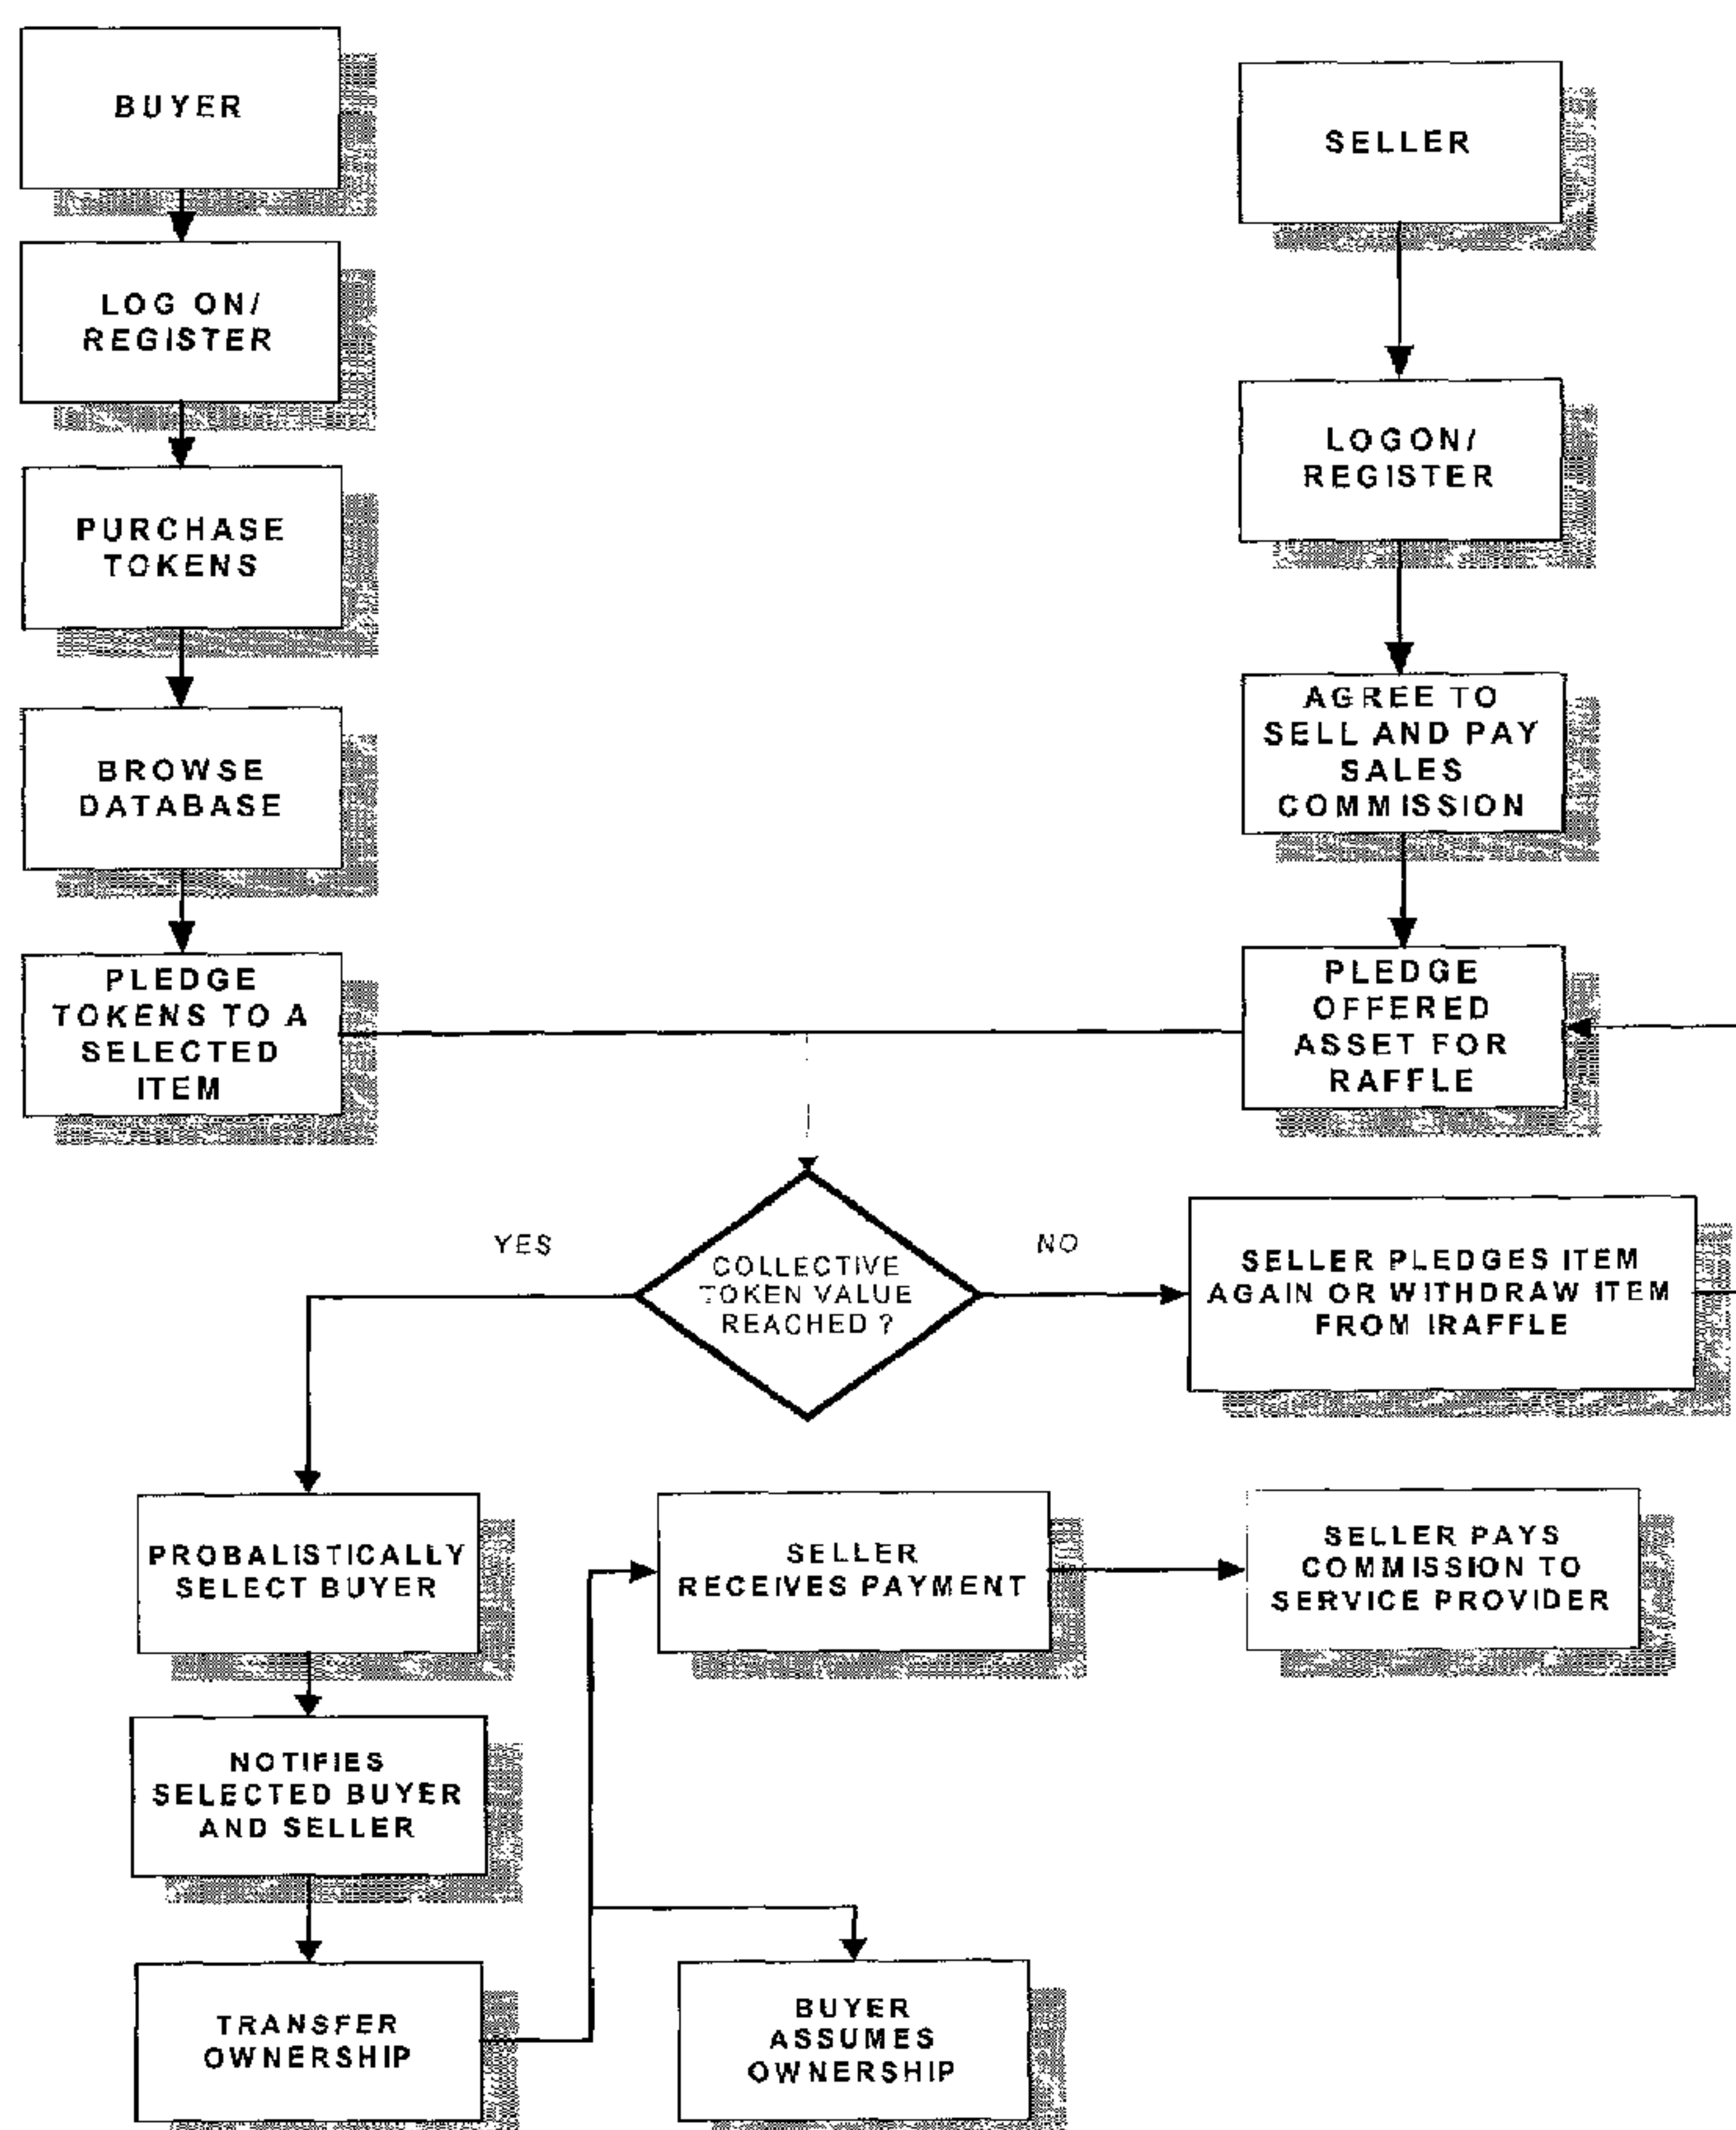 BUYER
LOG ON/
REGISTER
PURCHASE
TOKENS
BROWSE
DATABASE
PLEDGE
TOKENS TO A
SELECTED
ITEM
SELLER
LOGON/
REGISTER
AGREE TO
SELL AND PAY
SALES
COMMISSION
PLEDGE
OFFERED
ASSET FOR
RAFFLE
YES
COLLECTIVE
TOKEN VALUE
REACHED ?
NO
SELLER PLEDGES ITEM
AGAIN OR WITHDRAW ITEM
FROM IRAFFLE
PROBALISTICALLY
SELECT BUYER
SELLER
RECEIVES PAYMENT
SELLER PAYS
COMMISSION TO
SERVICE PROVIDER
NOTIFIES
SELECTED BUYER
AND SELLER
TRANSFER
OWNERSHIP
BUYER
ASSUMES
OWNERSHIP